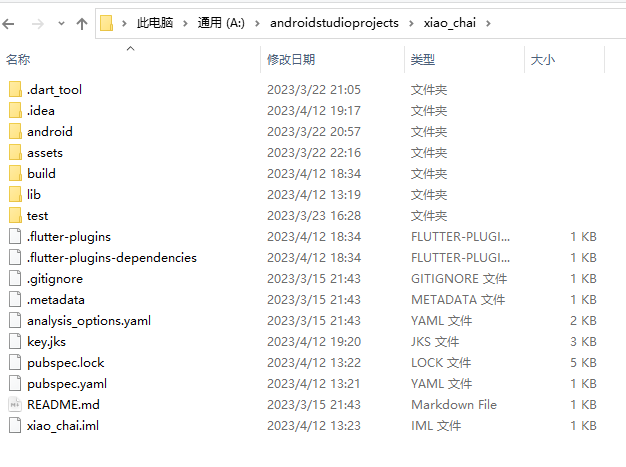 此电脑 > 通用 (A:) > androidstudioprojects > xiao_chai >
名称 修改日期 类型 大小
.dart_tool 2023/3/22 21:05 文件夹
.idea 2023/4/12 19:17 文件夹
android 2023/3/22 20:57 文件夹
assets 2023/3/22 22:16 文件夹
build 2023/4/12 18:34 文件夹
lib 2023/4/12 13:19 文件夹
test 2023/3/23 16:28 文件夹
.flutter-plugins 2023/4/12 18:34 FLUTTER-PLUGI... 1 KB
.flutter-plugins-dependencies 2023/4/12 18:34 FLUTTER-PLUGI... 1 KB
.gitignore 2023/3/15 21:43 GITIGNORE 文件 1 KB
.metadata 2023/3/15 21:43 METADATA 文件 1 KB
analysis_options.yaml 2023/3/15 21:43 YAML 文件 2 KB
key.jks 2023/4/12 19:20 JKS 文件 3 KB
pubspec.lock 2023/4/12 13:22 LOCK 文件 5 KB
pubspec.yaml 2023/4/12 13:21 YAML 文件 1 KB
README.md 2023/3/15 21:43 Markdown File 1 KB
xiao_chai.iml 2023/4/12 13:23 IML 文件 1 KB